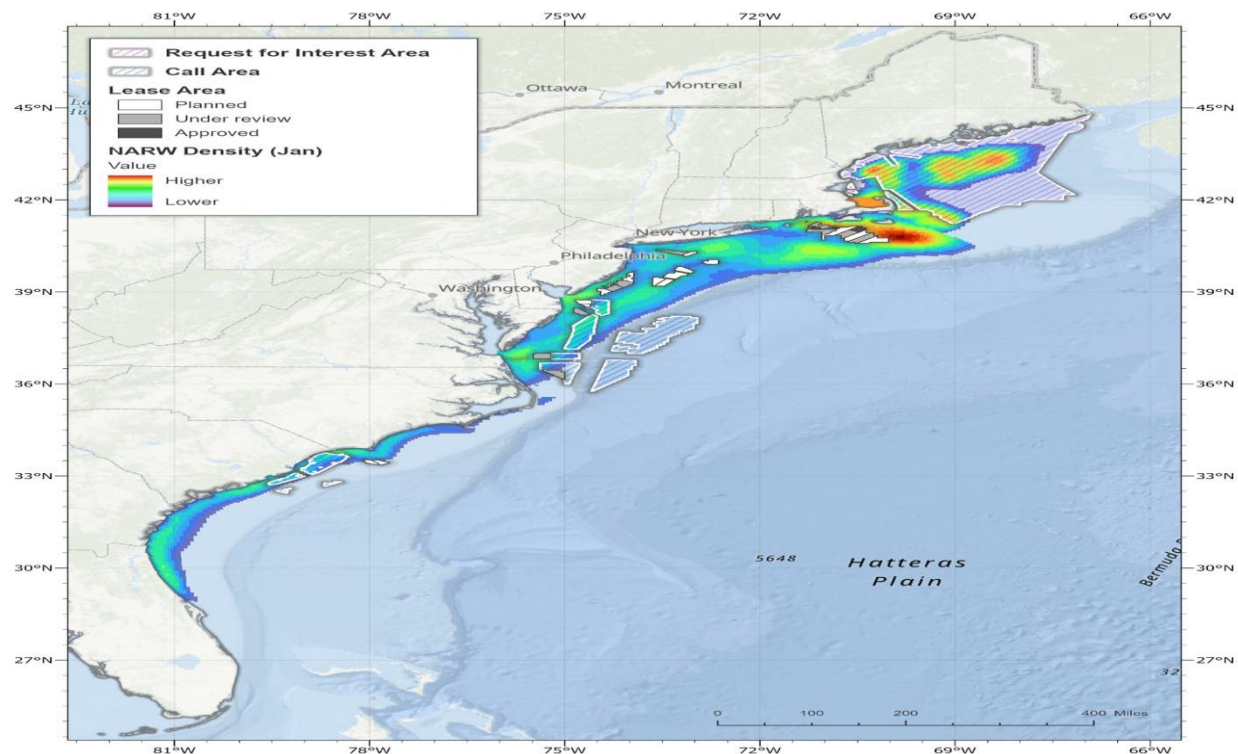 81°W 78°W 75°W 72°W 69°W 66°W
Request for Interest Area
Call Area
Lease Area
Planned
Under review
Approved
NARW Density (Jan)
Value
Higher
Lower
Ottawa
Montreal
45°N 45°N
42°N 42°N
New York
Philadelphia
Washington
39°N 39°N
36°N 36°N
33°N 33°N
30°N 30°N
5648
Hatteras
Plain
Bermuda
27°N 27°N
32
0 100 200 400 Miles
81°W 78°W 75°W 72°W 69°W 66°W